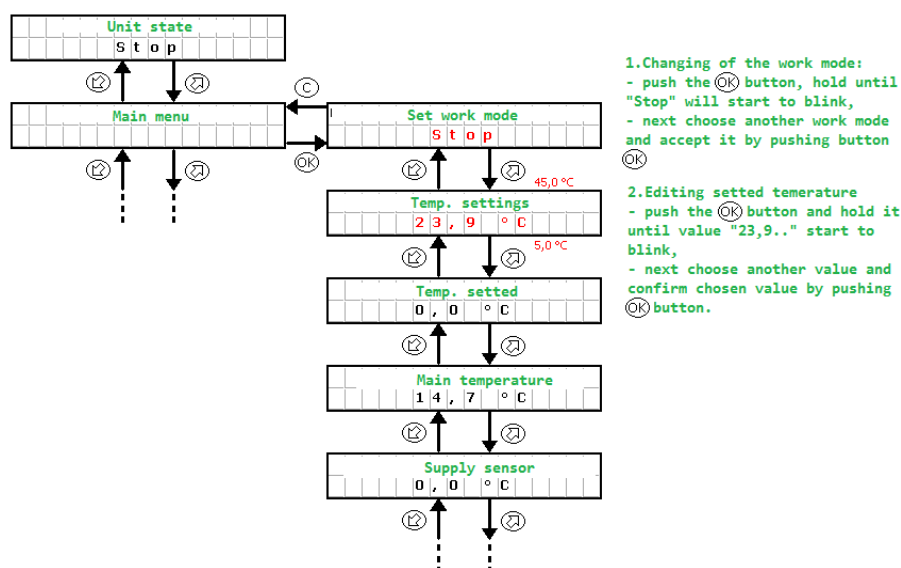 Unit state
Stop
C
Main menu
Set work mode
Stop
OK
45,0 °C
Temp. settings
23,9 °C
5,0 °C
Temp. setted
0,0 °C
Main temperature
14,7 °C
Supply sensor
0,0 °C
1.Changing of the work mode:
- push the OK button, hold until
"Stop" will start to blink,
- next choose another work mode
and accept it by pushing button
OK
2.Editing setted temerature
- push the OK button and hold it
until value "23,9.." start to
blink,
- next choose another value and
confirm chosen value by pushing
OK button.